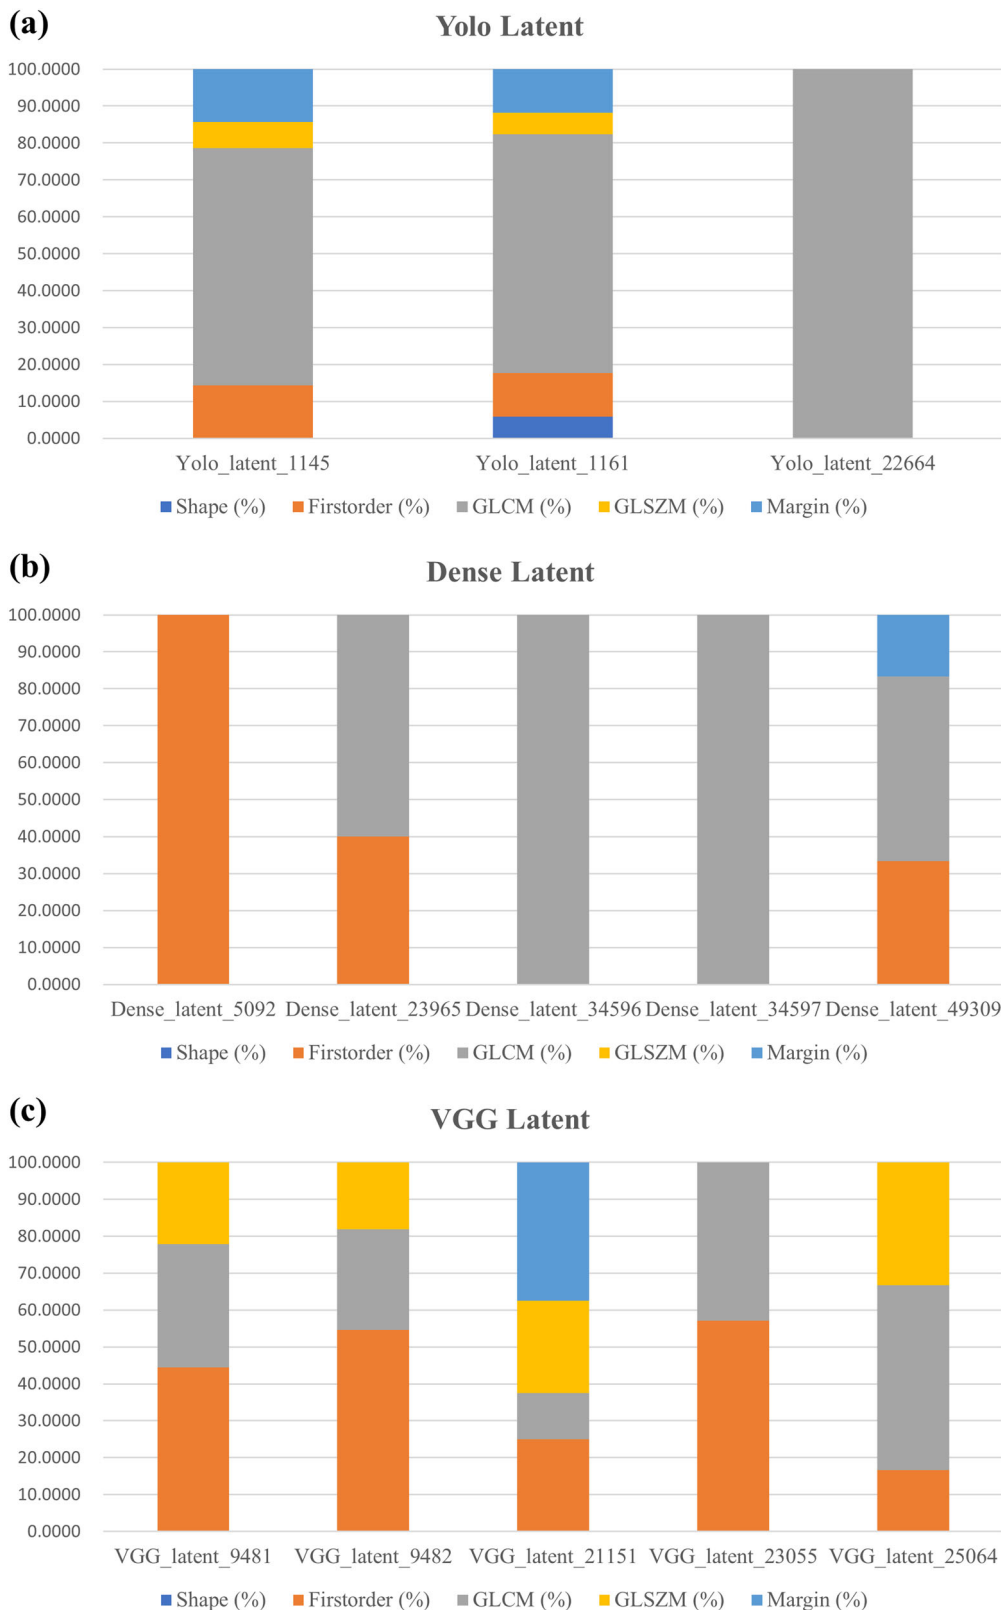 (a)
Yolo Latent
100.0000
90.0000
80.0000
70.0000
60.0000
50.0000
40.0000
30.0000
20.0000
10.0000
0.0000
Yolo_latent_1145 Yolo_latent_1161 Yolo_latent_22664
Shape (%) Firstorder (%) GLCM (%) GLSZM (%) Margin (%)
(b)
Dense Latent
100.0000
90.0000
80.0000
70.0000
60.0000
50.0000
40.0000
30.0000
20.0000
10.0000
0.0000
Dense_latent_5092 Dense_latent_23965 Dense_latent_34596 Dense_latent_34597 Dense_latent_49309
Shape (%) Firstorder (%) GLCM (%) GLSZM (%) Margin (%)
(c)
VGG Latent
100.0000
90.0000
80.0000
70.0000
60.0000
50.0000
40.0000
30.0000
20.0000
10.0000
0.0000
VGG_latent_9481 VGG_latent_9482 VGG_latent_21151 VGG_latent_23055 VGG_latent_25064
Shape (%) Firstorder (%) GLCM (%) GLSZM (%) Margin (%)